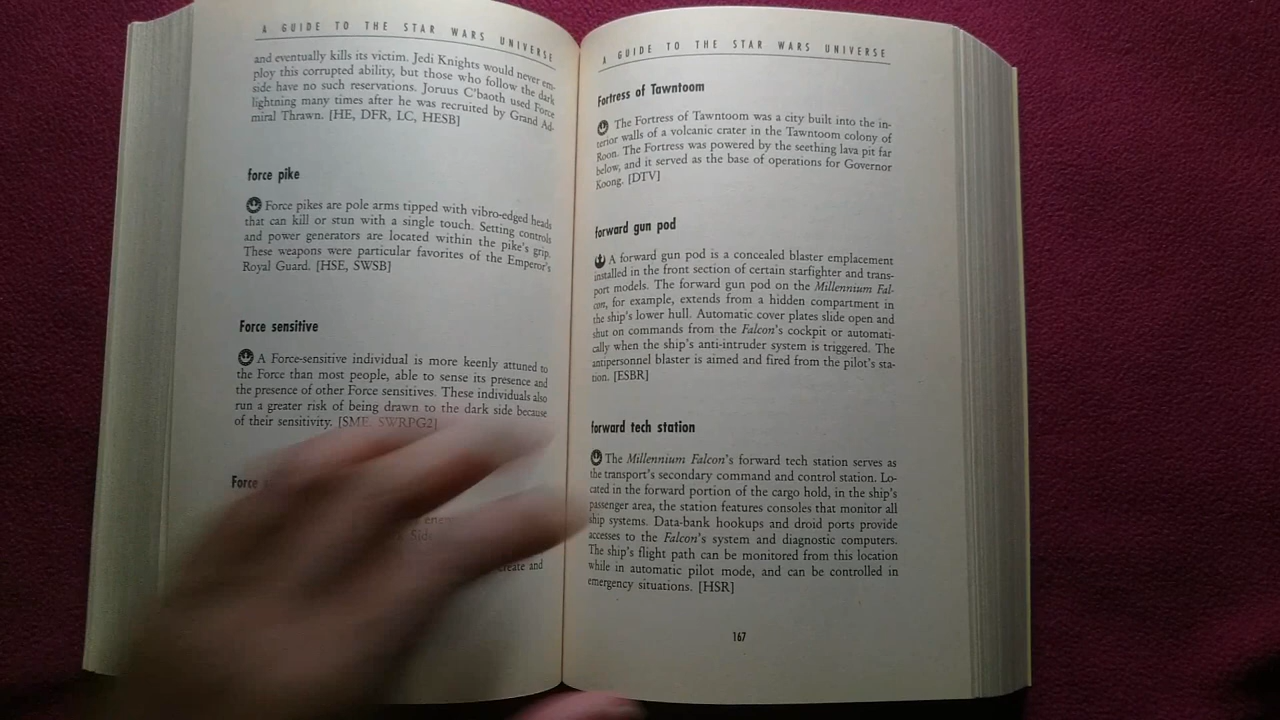 A GUIDE TO THE STAR WARS UNIVERSE
and eventually kills its victim. Jedi Knights would never em-
ploy this corrupted ability, but those who follow the dark
side have no such reservations. Joruus C'baoth used Force
lightning many times after he was recruited by Grand Ad-
miral Thrawn. [HE, DFR, LC, HESB]
force pike
Force pikes are pole arms tipped with vibro-edged heads
that can kill or stun with a single touch. Setting controls
and power generators are located within the pike's grip.
These weapons were particular favorites of the Emperor's
Royal Guard. [HSE, SWSB]
Force sensitive
A Force-sensitive individual is more keenly attuned to
the Force than most people, able to sense its presence and
the presence of other Force sensitives. These individuals also
run a greater risk of being drawn to the dark side because
of their sensitivity. [SME, SWRPG2]
Force
and
A GUIDE TO THE STAR WARS UNIVERSE
Fortress of Tawntoom
The Fortress of Tawntoom was a city built into the in-
terior walls of a volcanic crater in the Tawntoom colony of
Roon. The Fortress was powered by the seething lava pit far
below, and it served as the base of operations for Governor
Koong. [DTV]
forward gun pod
A forward gun pod is a concealed blaster emplacement
installed in the front section of certain starfighter and trans-
port models. The forward gun pod on the Millennium Fal-
con, for example, extends from a hidden compartment in
the ship's lower hull. Automatic cover plates slide open and
shut on commands from the Falcon's cockpit or automati-
cally when the ship's anti-intruder system is triggered. The
antipersonnel blaster is aimed and fired from the pilot's sta-
tion. [ESBR]
forward tech station
The Millennium Falcon's forward tech station serves as
the transport's secondary command and control station. Lo-
cated in the forward portion of the cargo hold, in the ship's
passenger area, the station features consoles that monitor all
ship systems. Data-bank hookups and droid ports provide
accesses to the Falcon's system and diagnostic computers.
The ship's flight path can be monitored from this location
while in automatic pilot mode, and can be controlled in
emergency situations. [HSR]
167